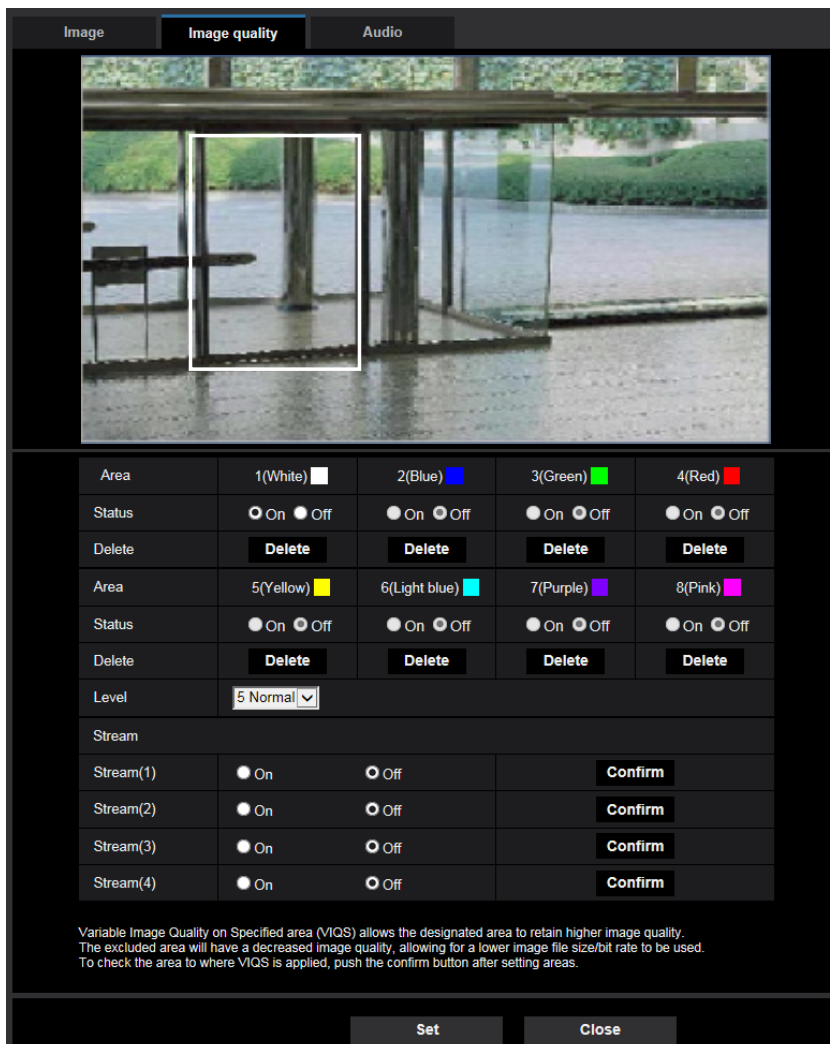 Image Image quality Audio
Area 1(White) 2(Blue) 3(Green) 4(Red)
Status On Off On Off On Off On Off
Delete Delete Delete Delete Delete
Area 5(Yellow) 6(Light blue) 7(Purple) 8(Pink)
Status On Off On Off On Off On Off
Delete Delete Delete Delete Delete
Level 5 Normal
Stream
Stream(1) On Off Confirm
Stream(2) On Off Confirm
Stream(3) On Off Confirm
Stream(4) On Off Confirm
Variable Image Quality on Specified area (VIQS) allows the designated area to retain higher image quality.
The excluded area will have a decreased image quality, allowing for a lower image file size/bit rate to be used.
To check the area to where VIQS is applied, push the confirm button after setting areas.
Set Close